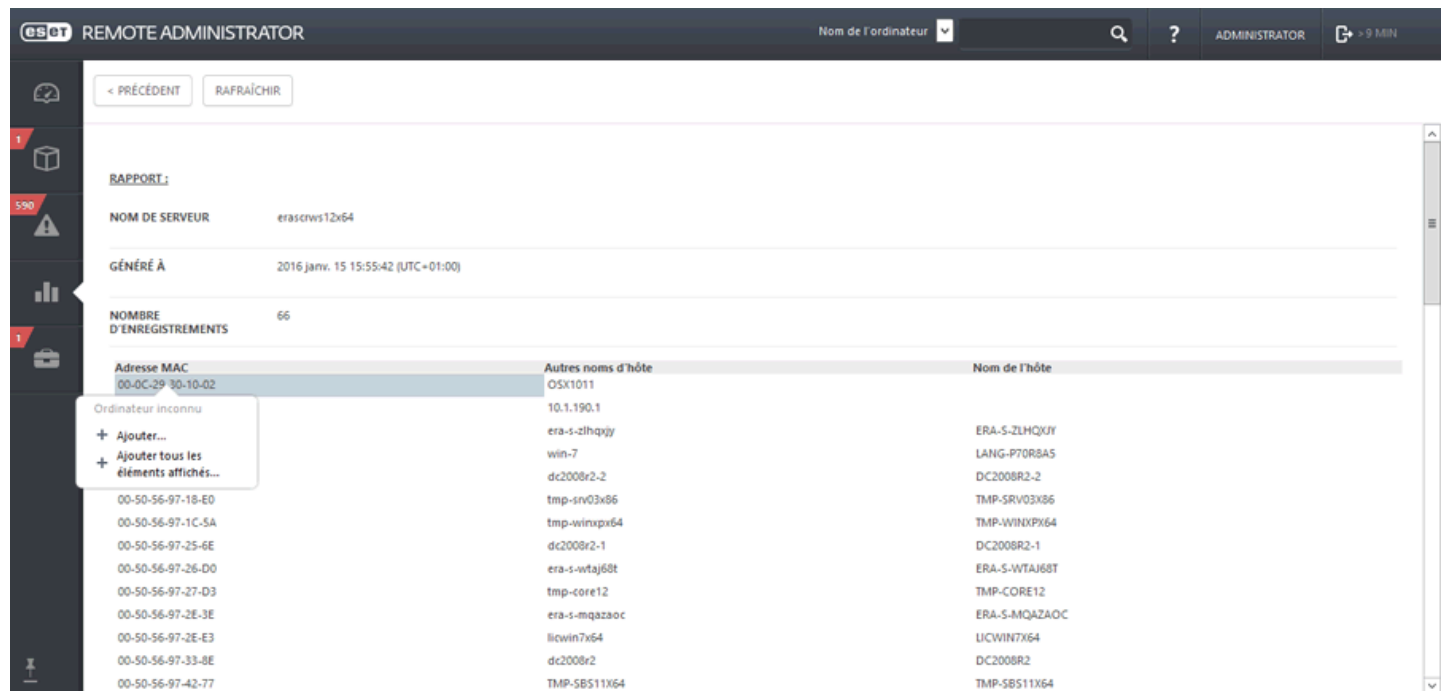 eset REMOTE ADMINISTRATOR
Nom de l'ordinateur
?
ADMINISTRATOR
>9 MIN
< PRÉCÉDENT
RAFRAÎCHIR
1
590
1
RAPPORT :
NOM DE SERVEUR erascrws12x64
GÉNÉRÉ À 2016 janv. 15 15:55:42 (UTC+01:00)
NOMBRE
D'ENREGISTREMENTS 66
Adresse MAC Autres noms d'hôte Nom de l'hôte
00-0C-29-30-10-02 OSX1011
Ordinateur inconnu
+ Ajouter...
+ Ajouter tous les
éléments affichés...
10.1.190.1
era-s-zlhqxjy ERA-S-ZLHQXJY
win-7 LANG-P70R8A5
dc2008r2-2 DC2008R2-2
00-50-56-97-18-E0 tmp-srv03x86 TMP-SRV03X86
00-50-56-97-1C-5A tmp-winxpx64 TMP-WINXPX64
00-50-56-97-25-6E dc2008r2-1 DC2008R2-1
00-50-56-97-26-D0 era-s-wtaj68t ERA-S-WTAJ68T
00-50-56-97-27-D3 tmp-core12 TMP-CORE12
00-50-56-97-2E-3E era-s-mqazaoc ERA-S-MQAZAOC
00-50-56-97-2E-E3 licwin7x64 LICWIN7X64
00-50-56-97-33-8E dc2008r2 DC2008R2
00-50-56-97-42-77 TMP-SBS11X64 TMP-SBS11X64